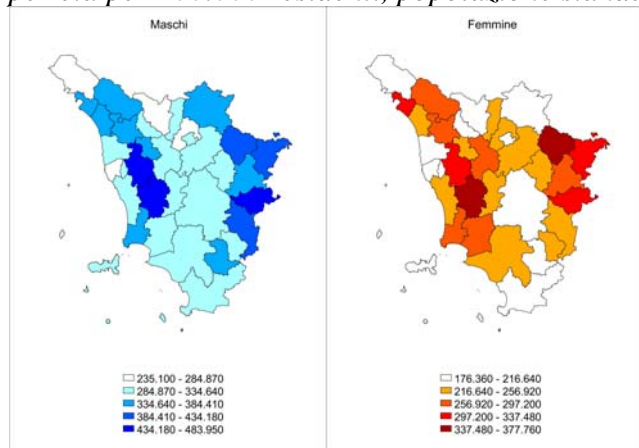 Maschi
Femmine
235.100 - 284.870
284.870 - 334.640
334.640 - 384.410
384.410 - 434.180
434.180 - 483.950
176.360 - 216.640
216.640 - 256.920
256.920 - 297.200
297.200 - 337.480
337.480 - 377.760